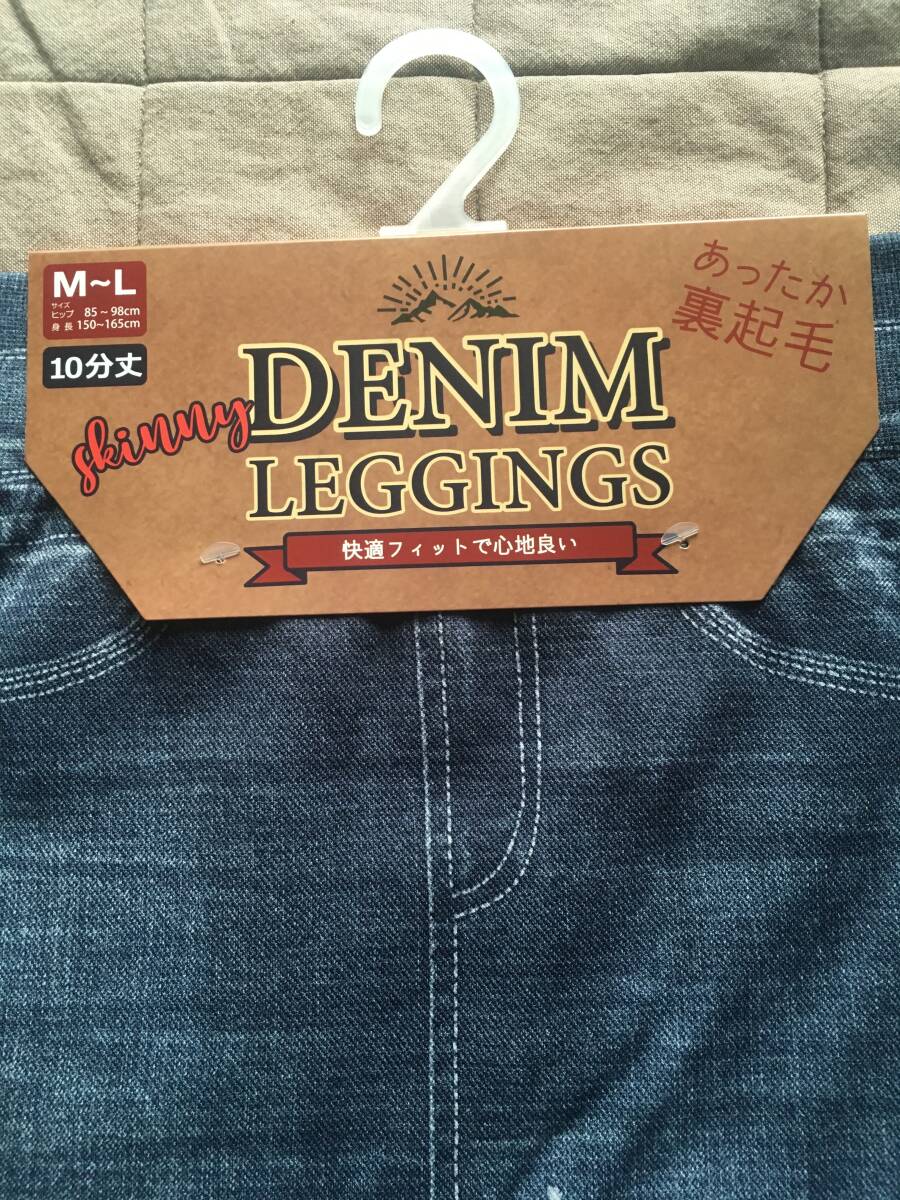 M~L
サイズ
ヒップ 85~98cm
身長 150~165cm
10分丈
あったか
裏起毛
skinny
DENIM
LEGGINGS
快適フィットで心地良い